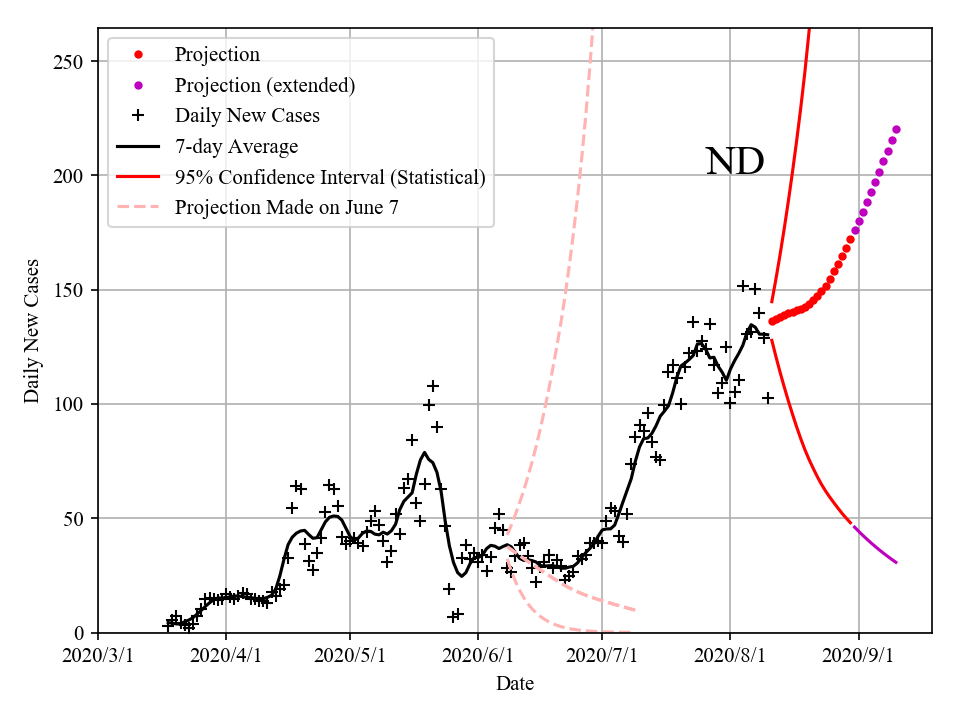 Projection
Projection (extended)
Daily New Cases
7-day Average
95% Confidence Interval (Statistical)
Projection Made on June 7
ND
250
200
150
100
50
0
Daily New Cases
2020/3/1 2020/4/1 2020/5/1 2020/6/1 2020/7/1 2020/8/1 2020/9/1
Date